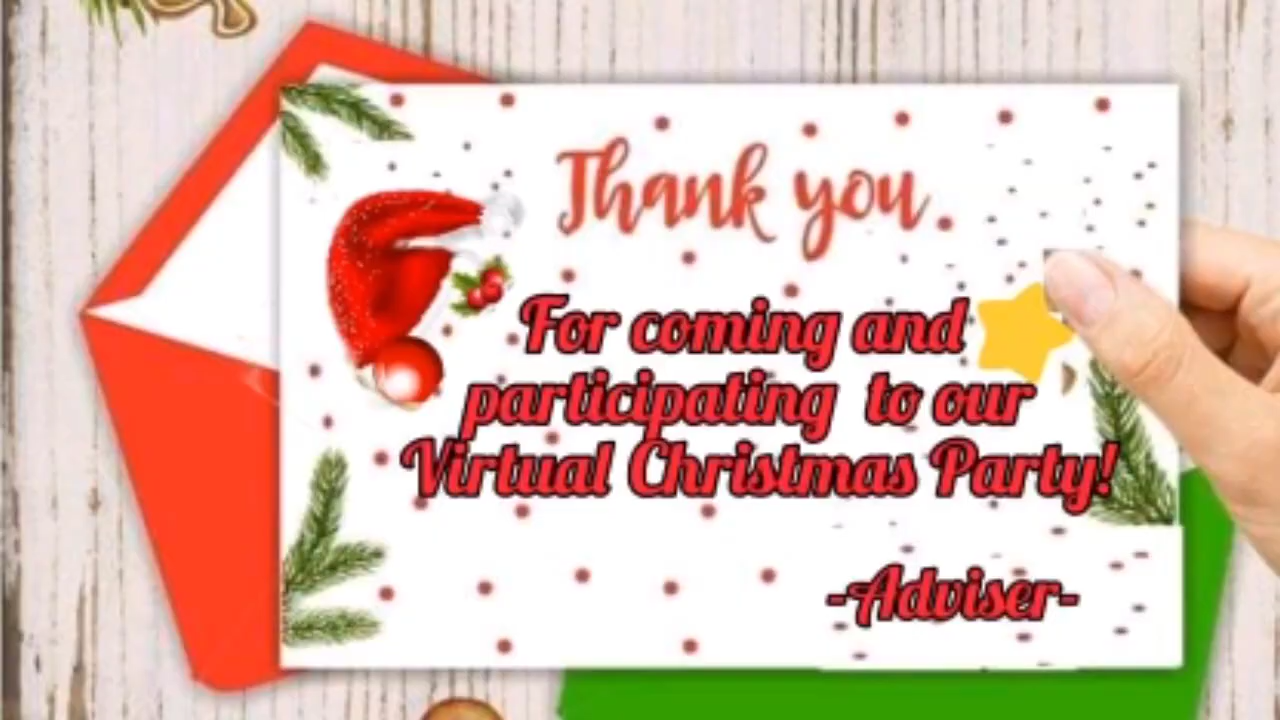 Thank you
For coming and
participating to our
Virtual Christmas Party!
-Adviser-